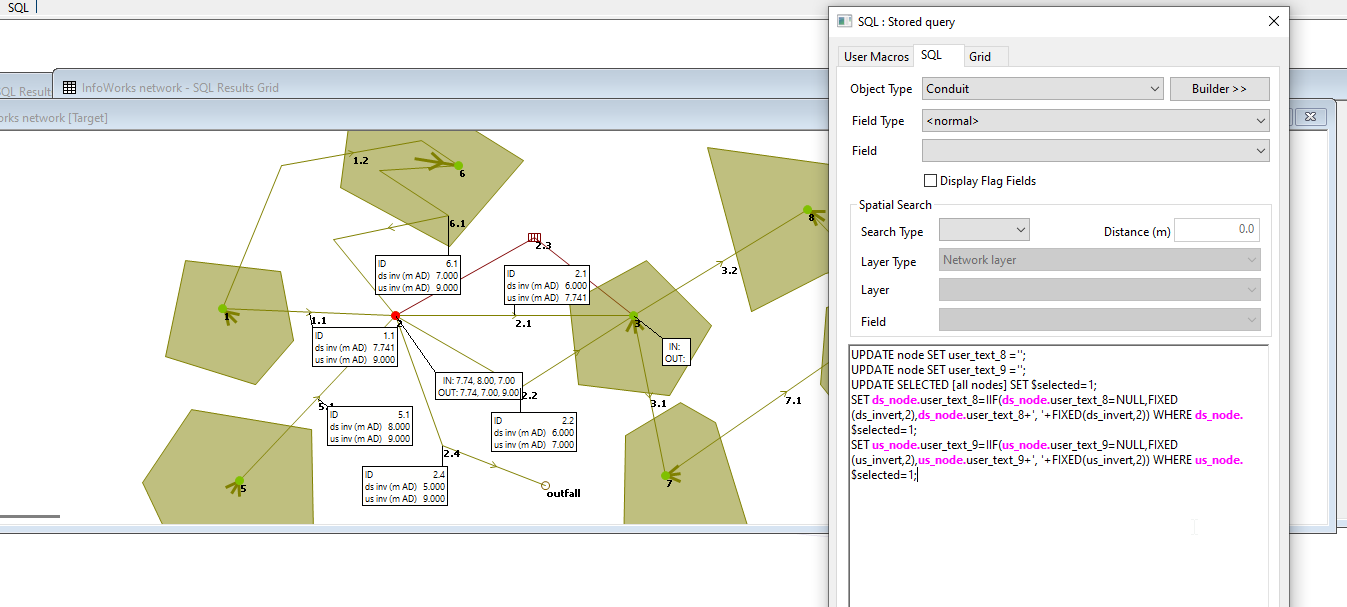 SQL
SQL Result
InfoWorks network - SQL Results Grid
orks network [Target]
1.2
6
6.1
2.3
8
3.2
ID 6.1
ds inv (m AD) 7.000
us inv (m AD) 9.000
ID 2.1
ds inv (m AD) 6.000
us inv (m AD) 7.741
1
1.1
2
2.1
3
ID 1.1
ds inv (m AD) 7.741
us inv (m AD) 9.000
IN:
OUT:
IN: 7.74, 8.00, 7.00
OUT: 7.74, 7.00, 9.00
2.2
3.1
7.1
5.1
ID 5.1
ds inv (m AD) 8.000
us inv (m AD) 9.000
ID 2.2
ds inv (m AD) 6.000
us inv (m AD) 7.000
2.4
ID 2.4
ds inv (m AD) 5.000
us inv (m AD) 9.000
5
7
outfall
SQL : Stored query
User Macros SQL Grid
Object Type Conduit Builder >>
Field Type <normal>
Field
Display Flag Fields
Spatial Search
Search Type Distance (m) 0.0
Layer Type Network layer
Layer
Field
UPDATE node SET user_text_8 ='';
UPDATE node SET user_text_9 ='';
UPDATE SELECTED [all nodes] SET $selected=1;
SET ds_node.user_text_8=IIF(ds_node.user_text_8=NULL,FIXED
(ds_invert,2),ds_node.user_text_8+', '+FIXED(ds_invert,2)) WHERE ds_node.
$selected=1;
SET us_node.user_text_9=IIF(us_node.user_text_9=NULL,FIXED
(us_invert,2),us_node.user_text_9+', '+FIXED(us_invert,2)) WHERE us_node.
$selected=1;